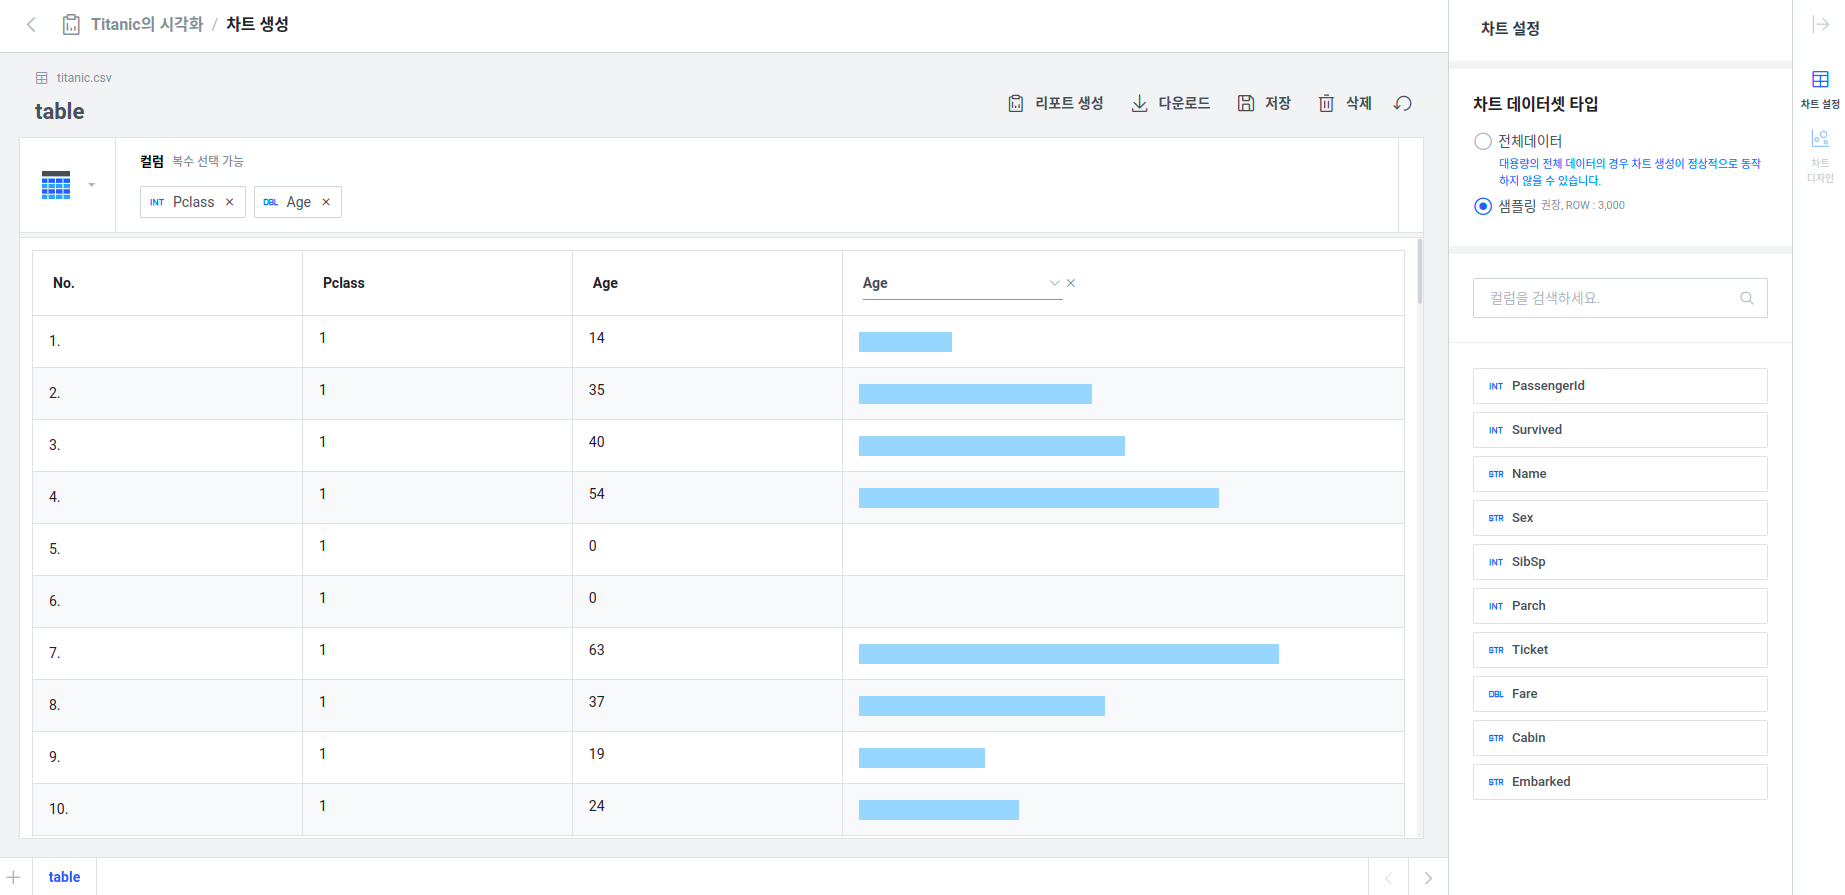 Titanic의 시각화 / 차트 생성
titanic.csv
table
리포트 생성 다운로드 저장 삭제
컬럼 복수 선택 가능
INT Pclass × DBL Age ×
No. Pclass Age Age ×
1. 1 14
2. 1 35
3. 1 40
4. 1 54
5. 1 0
6. 1 0
7. 1 63
8. 1 37
9. 1 19
10. 1 24
table
차트 설정
차트 데이터셋 타입
전체데이터
대용량의 전체 데이터의 경우 차트 생성이 정상적으로 동작
하지 않을 수 있습니다.
샘플링 권장, ROW : 3,000
컬럼을 검색하세요.
INT PassengerId
INT Survived
STR Name
STR Sex
INT SibSp
INT Parch
STR Ticket
DBL Fare
STR Cabin
STR Embarked
차트 설정
차트
디자인